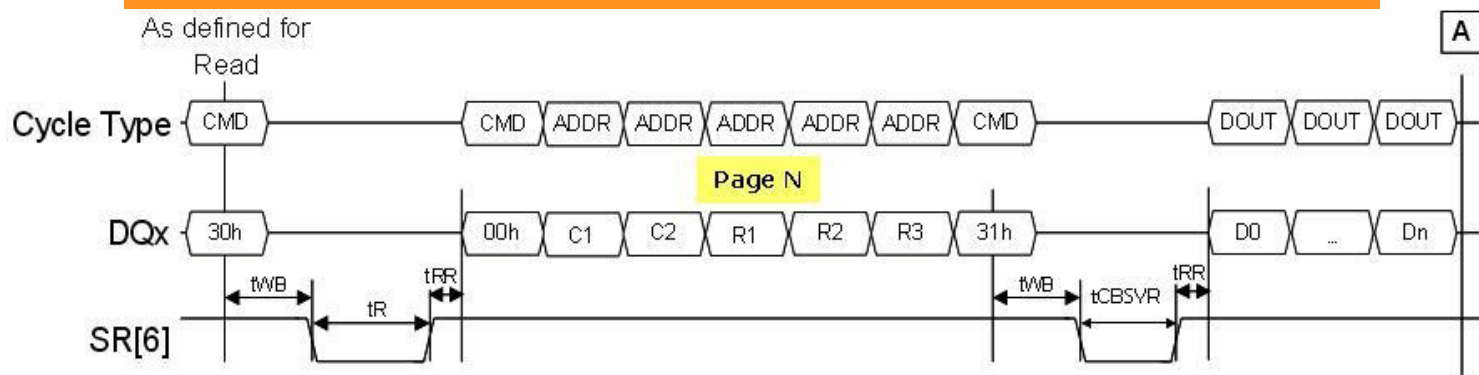 As defined for
Read
A
Cycle Type CMD CMD ADDR ADDR ADDR ADDR ADDR CMD DOUT DOUT DOUT
Page N
DQx 30h 00h C1 C2 R1 R2 R3 31h D0 ... Dn
tWB tR tRR tWB tCBSYR tRR
SR[6]